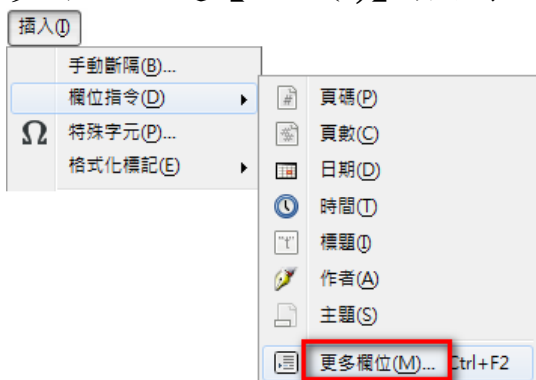 插入(I)
手動斷隔(B)...
欄位指令(D)
特殊字元(P)...
格式化標記(E)
頁碼(P)
頁數(C)
日期(D)
時間(T)
標題(I)
作者(A)
主題(S)
更多欄位(M)... Ctrl+F2